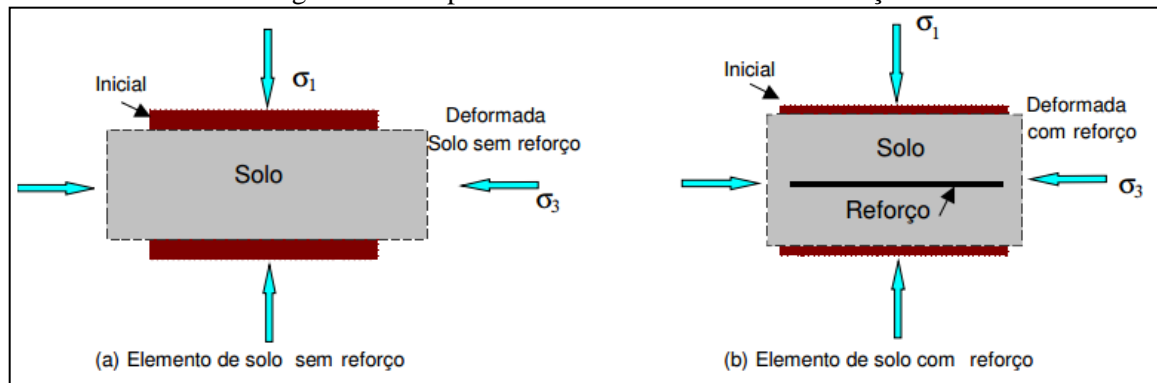 σ1
Inicial
Deformada
Solo sem reforço
Solo
σ3
(a) Elemento de solo sem reforço
σ1
Inicial
Deformada
com reforço
Solo
σ3
Reforço
(b) Elemento de solo com reforço